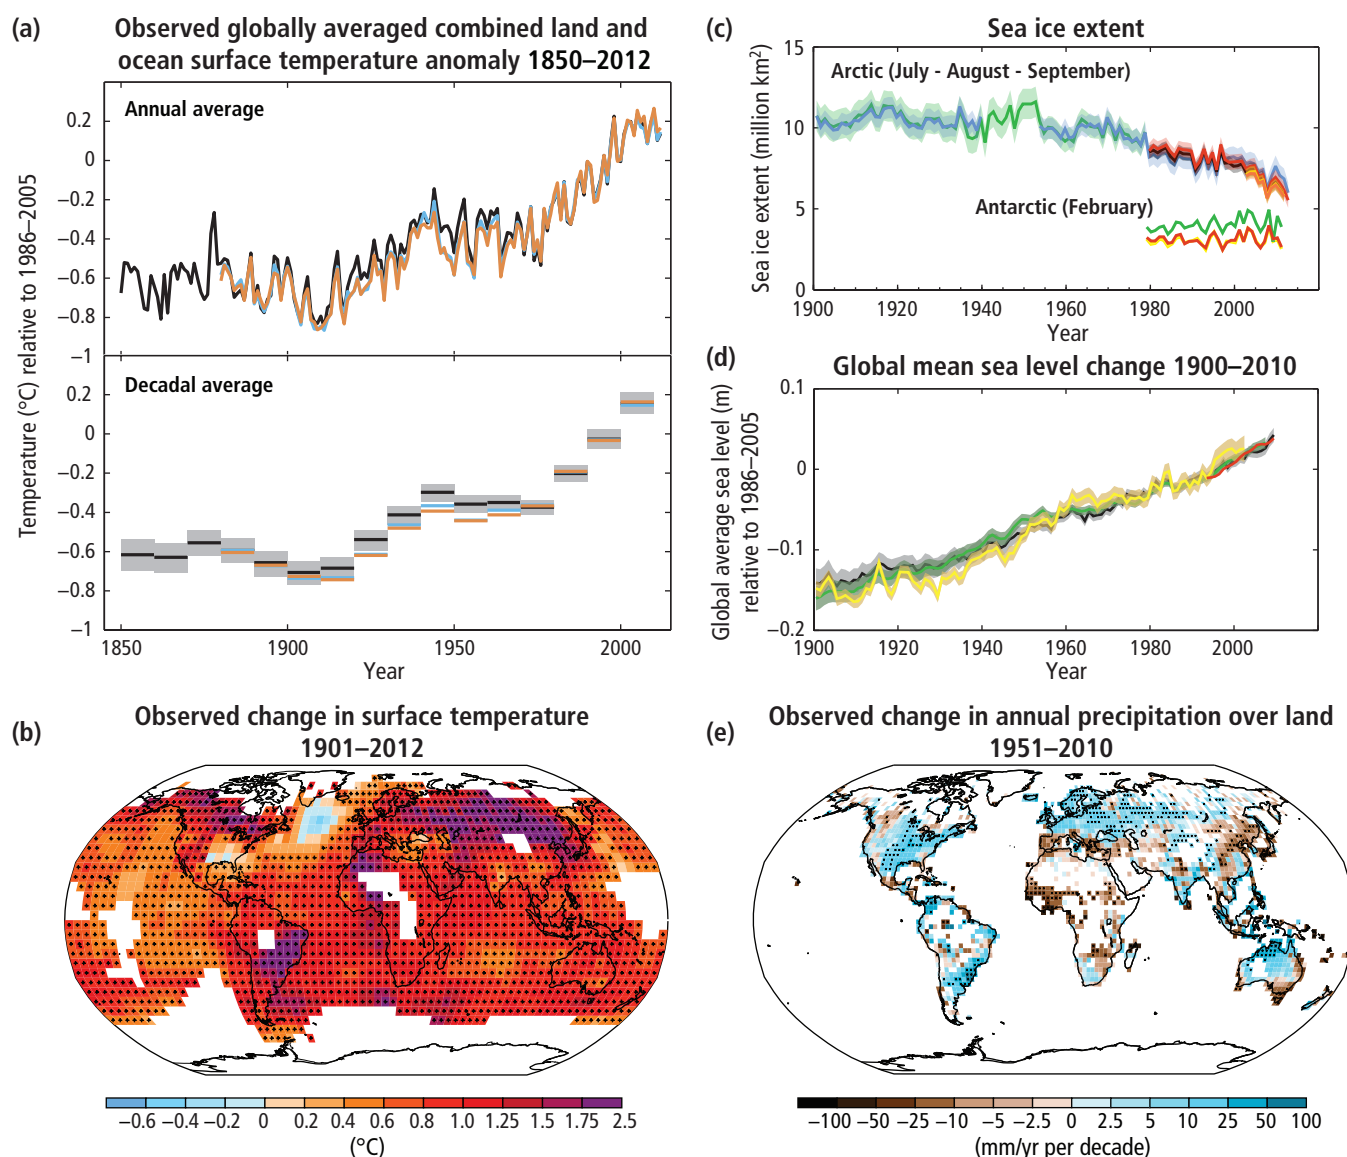 (a)
Observed globally averaged combined land and
ocean surface temperature anomaly 1850–2012
Annual average
0.2
0
−0.2
−0.4
−0.6
−0.8
−1
Decadal average
0.2
0
−0.2
−0.4
−0.6
−0.8
−1
Temperature (°C) relative to 1986–2005
1850
1900
1950
2000
Year
(c)
Sea ice extent
Arctic (July - August - September)
Antarctic (February)
15
10
5
0
Sea ice extent (million km²)
1900
1920
1940
1960
1980
2000
Year
(d)
Global mean sea level change 1900–2010
0.1
0
−0.1
−0.2
Global average sea level (m)
relative to 1986–2005
1900
1920
1940
1960
1980
2000
Year
(b)
Observed change in surface temperature
1901–2012
−0.6 −0.4 −0.2 0 0.2 0.4 0.6 0.8 1.0 1.25 1.5 1.75 2.5
(°C)
(e)
Observed change in annual precipitation over land
1951–2010
−100 −50 −25 −10 −5 −2.5 0 2.5 5 10 25 50 100
(mm/yr per decade)